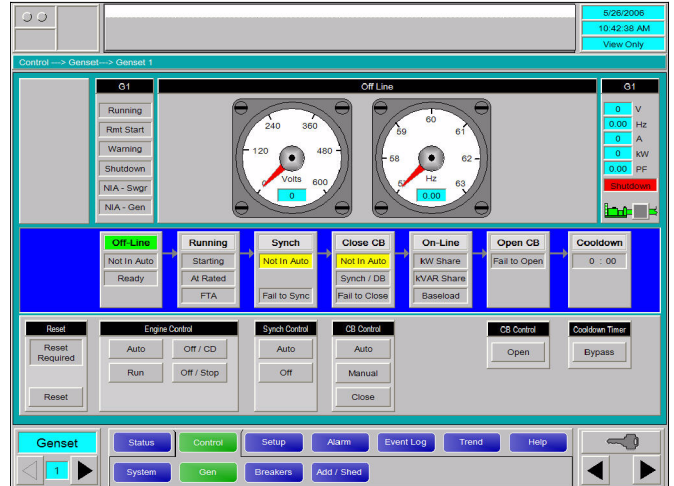 5/26/2006
10:42:38 AM
View Only
Control ---> Genset---> Genset 1
G1
Off Line
G1
Running
Rmt Start
Warning
Shutdown
NIA - Swgr
NIA - Gen
0 120 240 360 480 600
Volts
0
57 58 59 60 61 62 63
Hz
0.00
0 V
0.00 Hz
0 A
0 kW
0.00 PF
Shutdown
Off-Line
Not In Auto
Ready
Running
Starting
At Rated
FTA
Synch
Not In Auto
Fail to Sync
Close CB
Not In Auto
Synch / DB
Fail to Close
On-Line
kW Share
kVAR Share
Baseload
Open CB
Fail to Open
Cooldown
0 : 00
Reset
Reset Required
Reset
Engine Control
Auto Off / CD
Run Off / Stop
Synch Control
Auto
Off
CB Control
Auto
Manual
Close
CB Control
Open
Cooldown Timer
Bypass
Genset
1
Status Control Setup Alarm Event Log Trend Help
System Gen Breakers Add / Shed